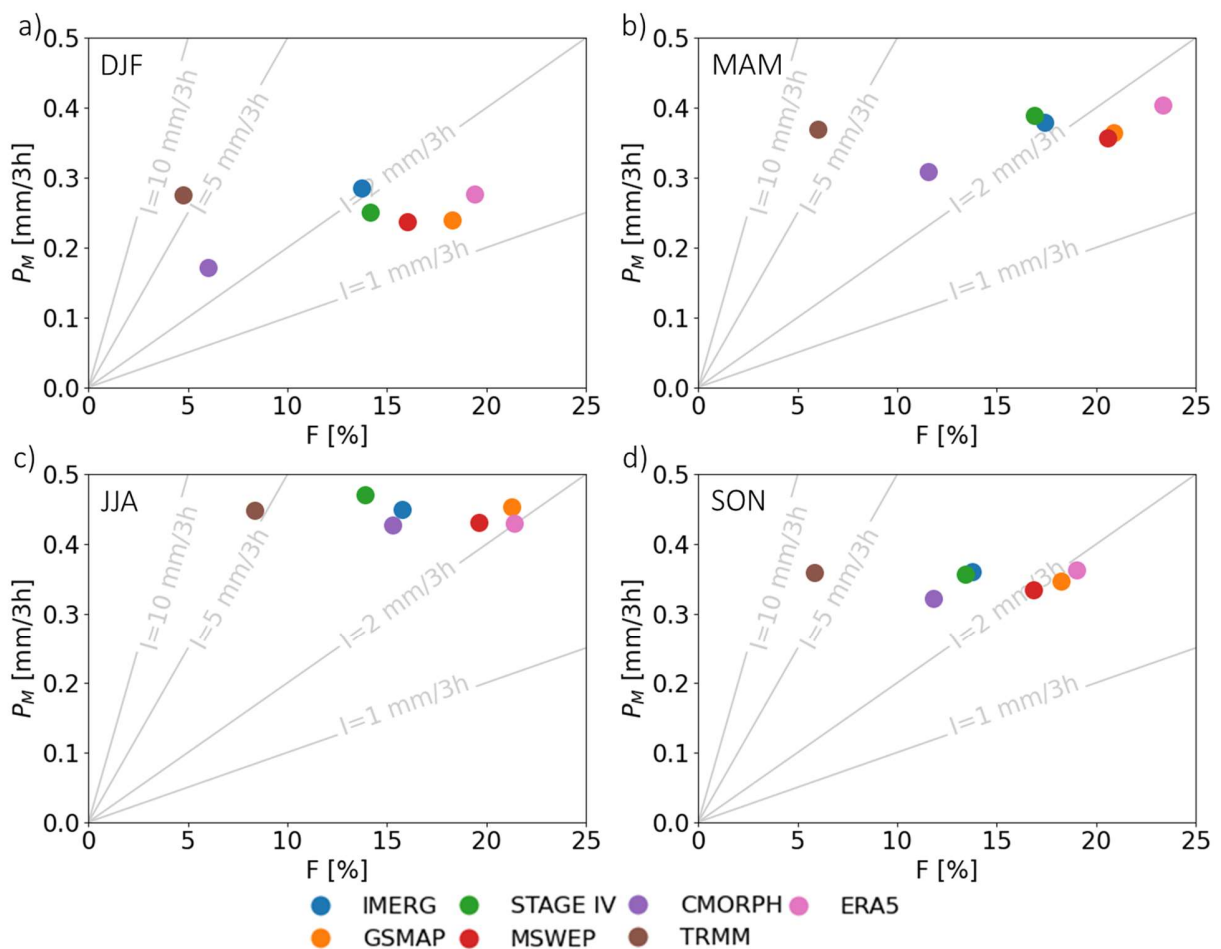 a)
DJF
I=10 mm/3h
I=5 mm/3h
I=2 mm/3h
I=1 mm/3h
P_M [mm/3h]
0.5
0.4
0.3
0.2
0.1
0.0
0 5 10 15 20 25
F [%]
b)
MAM
I=10 mm/3h
I=5 mm/3h
I=2 mm/3h
I=1 mm/3h
P_M [mm/3h]
0.5
0.4
0.3
0.2
0.1
0.0
0 5 10 15 20 25
F [%]
c)
JJA
I=10 mm/3h
I=5 mm/3h
I=2 mm/3h
I=1 mm/3h
P_M [mm/3h]
0.5
0.4
0.3
0.2
0.1
0.0
0 5 10 15 20 25
F [%]
d)
SON
I=10 mm/3h
I=5 mm/3h
I=2 mm/3h
I=1 mm/3h
P_M [mm/3h]
0.5
0.4
0.3
0.2
0.1
0.0
0 5 10 15 20 25
F [%]
IMERG STAGE IV CMORPH ERA5
GSMAP MSWEP TRMM